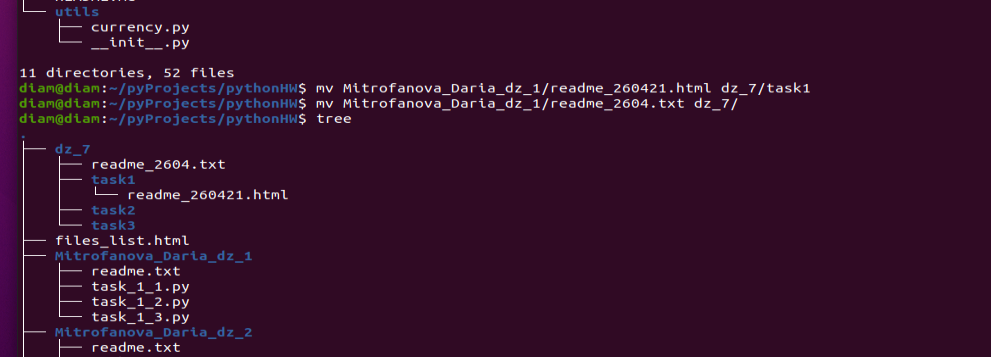 utils
currency.py
__init__.py
11 directories, 52 files
diam@diam:~/pyProjects/pythonHW$ mv Mitrofanova_Daria_dz_1/readme_260421.html dz_7/task1
diam@diam:~/pyProjects/pythonHW$ mv Mitrofanova_Daria_dz_1/readme_2604.txt dz_7/
diam@diam:~/pyProjects/pythonHW$ tree
.
dz_7
readme_2604.txt
task1
readme_260421.html
task2
task3
files_list.html
Mitrofanova_Daria_dz_1
readme.txt
task_1_1.py
task_1_2.py
task_1_3.py
Mitrofanova_Daria_dz_2
readme.txt